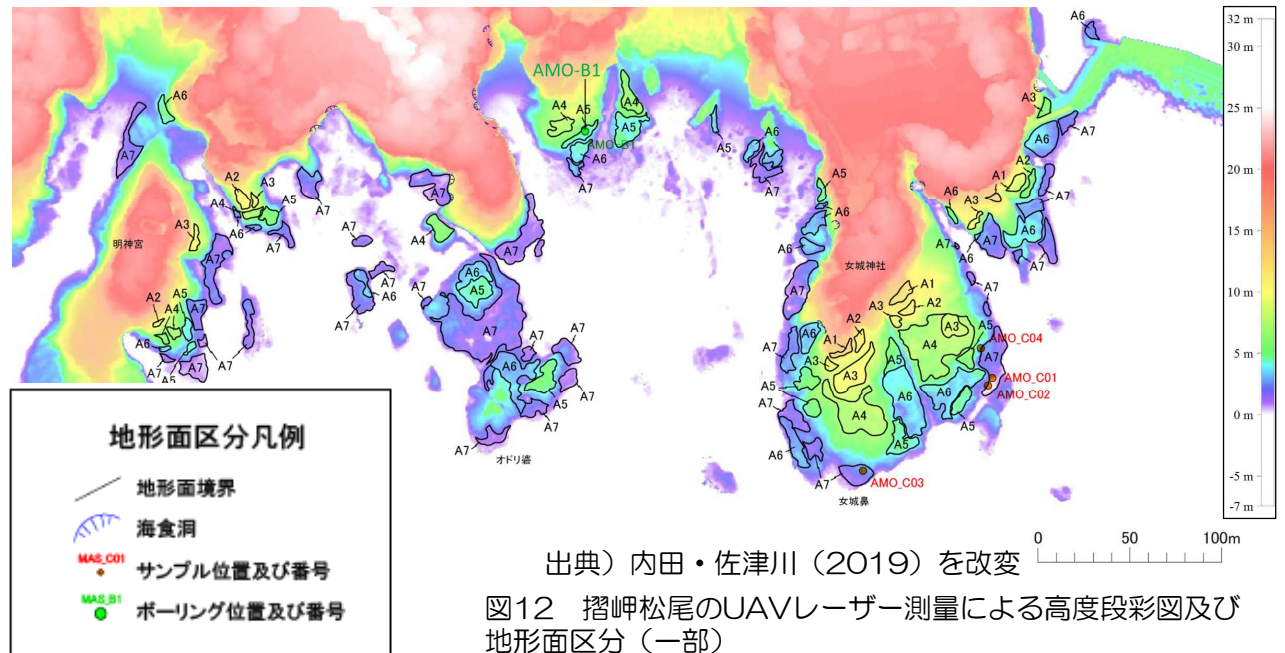 A6
32 m
30 m
25 m
20 m
15 m
10 m
5 m
0 m
-5 m
-7 m
AMO-B1
A4
A5
A4
A5
AMO-B1
A6
A7
A5
A6
A7
A6
A7
A3
A6
A7
A2
A1
A3
A6
A7
A6
A7
A6
A7
A2
A3
A4
A5
A6
A7
A7
A3
明神宮
A7
A2
A5
A4
A7
A6
A7
A5
A7
A7
A7
A4
A7
A7
A6
A7
A6
A5
A7
A7
A7
A6
A7
A5
A7
A7
オドリ碆
A5
A6
A7
女城神社
A1
A3
A2
A2
A1
A6
A7
A3
A3
A4
A5
A3
A5
AMO_C04
A7
AMO_C01
AMO_C02
A6
A6
A5
A5
A7
A4
A5
A6
A7
AMO_C03
女城鼻
地形面区分凡例
地形面境界
海食洞
MAS_C01
サンプル位置及び番号
MAS_B1
ボーリング位置及び番号
0 50 100m
出典）内田・佐津川（2019）を改変
図12 摺岬松尾のUAVレーザー測量による高度段彩図及び
地形面区分（一部）